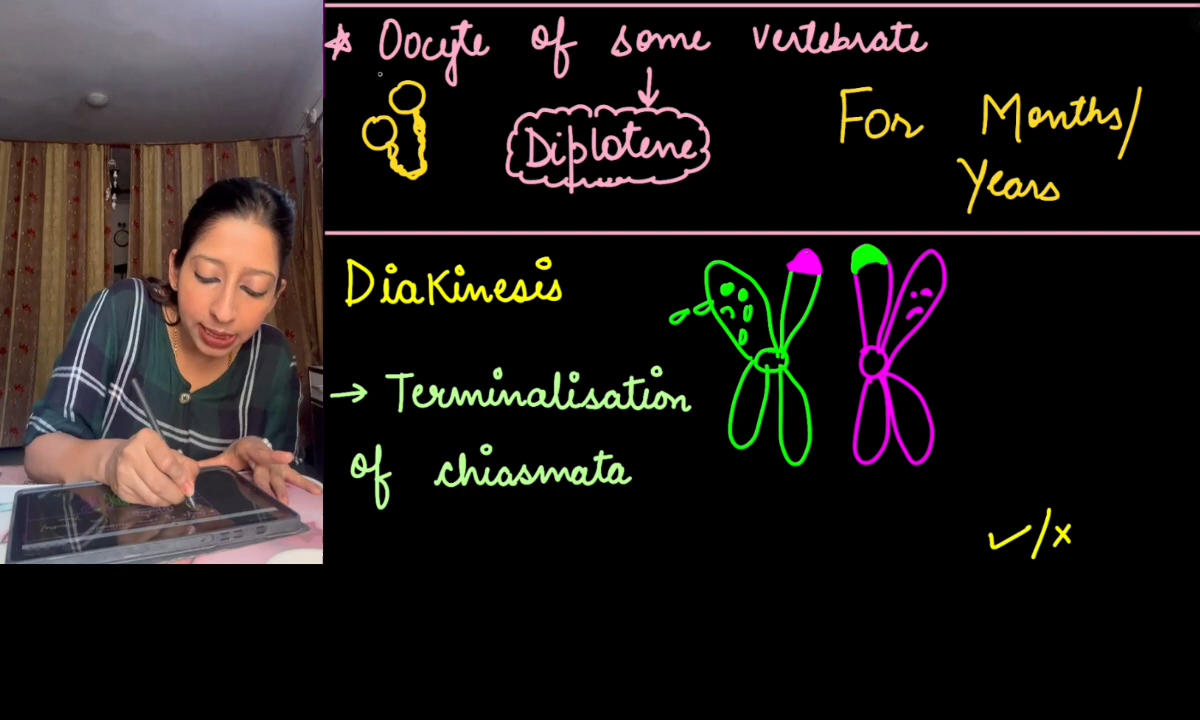 * Oocyte of some vertebrate
Diplotene
For Months/
Years
Diakinesis
→ Terminalisation
of chiasmata
✓/x